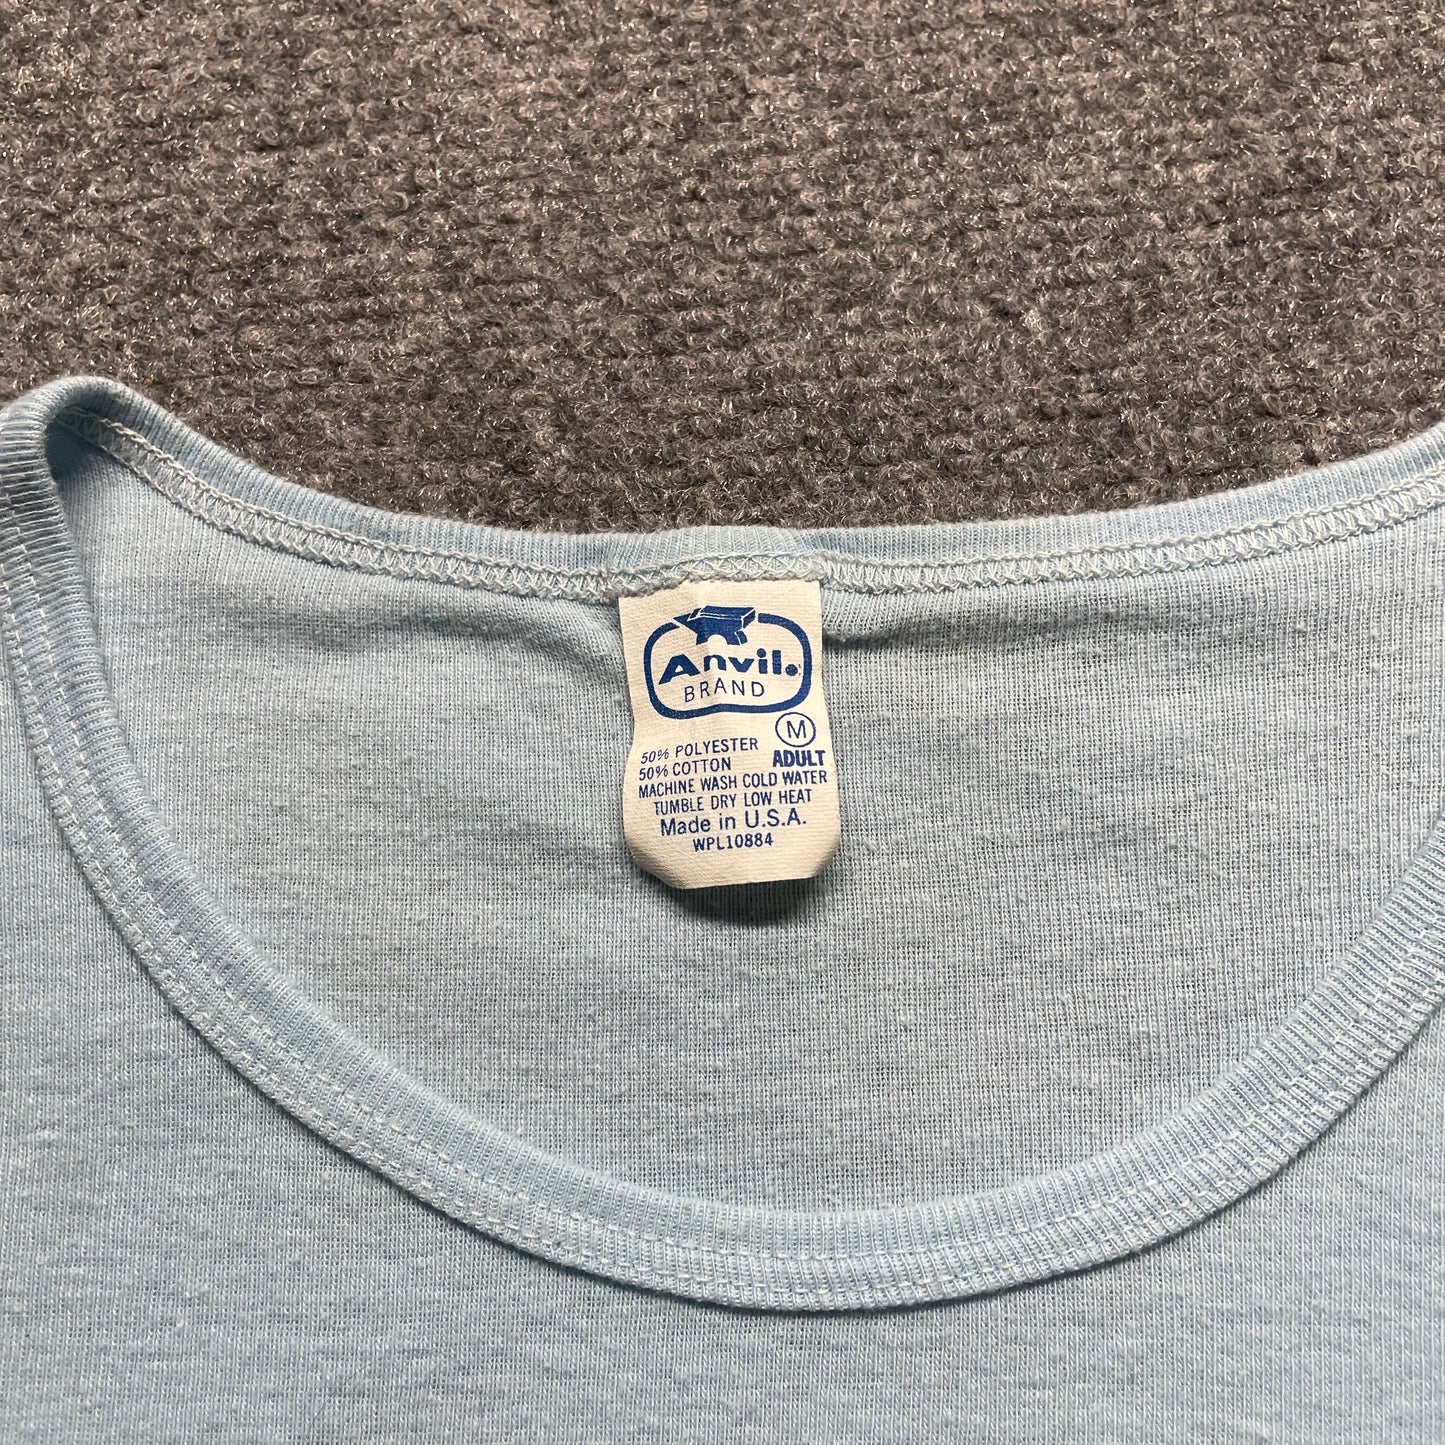 Anvil®
BRAND
M
50% POLYESTER ADULT
50% COTTON
MACHINE WASH COLD WATER
TUMBLE DRY LOW HEAT
Made in U.S.A.
WPL10884